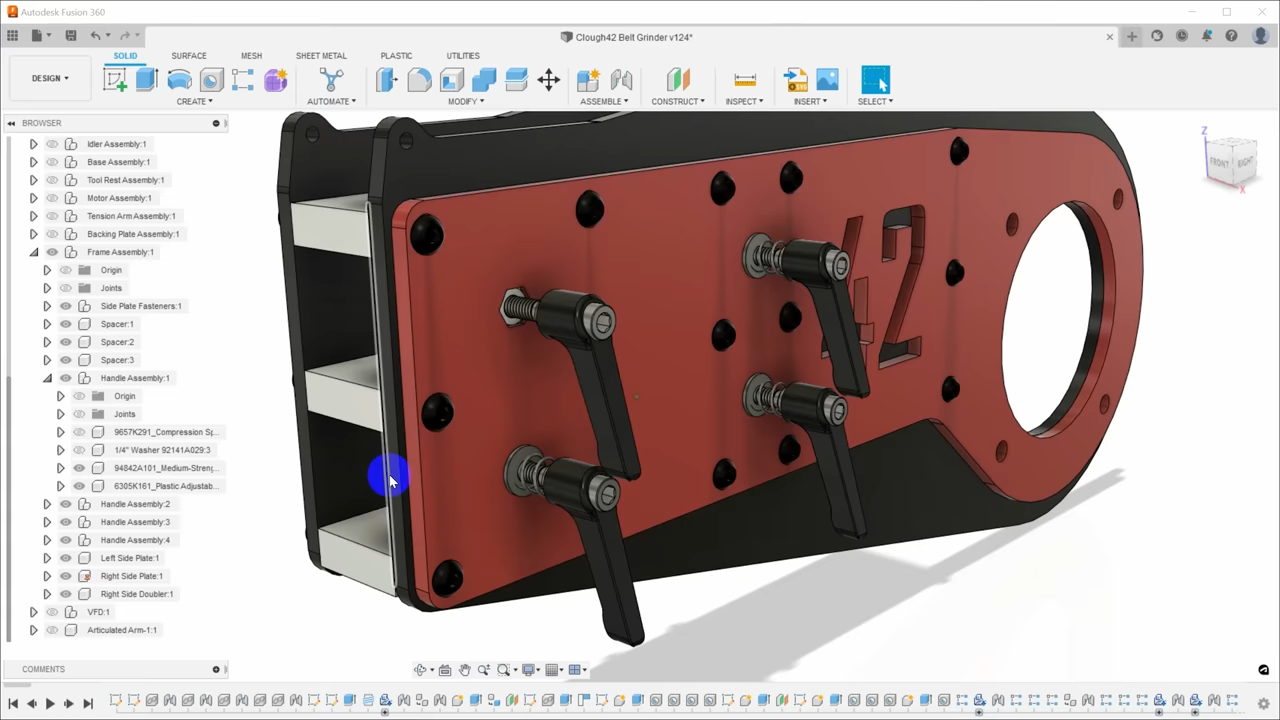 Autodesk Fusion 360
Clough42 Belt Grinder v124*
SOLID SURFACE MESH SHEET METAL PLASTIC UTILITIES
DESIGN
CREATE AUTOMATE MODIFY ASSEMBLE CONSTRUCT INSPECT INSERT SELECT
BROWSER
Idler Assembly:1
Base Assembly:1
Tool Rest Assembly:1
Motor Assembly:1
Tension Arm Assembly:1
Backing Plate Assembly:1
Frame Assembly:1
Origin
Joints
Side Plate Fasteners:1
Spacer:1
Spacer:2
Spacer:3
Handle Assembly:1
Origin
Joints
9657K291_Compression Sp...
1/4" Washer 92141A029:3
94842A101_Medium-Streng...
6305K161_Plastic Adjustab...
Handle Assembly:2
Handle Assembly:3
Handle Assembly:4
Left Side Plate:1
Right Side Plate:1
Right Side Doubler:1
VFD:1
Articulated Arm-1:1
COMMENTS
42
Z
FRONT RIGHT
X